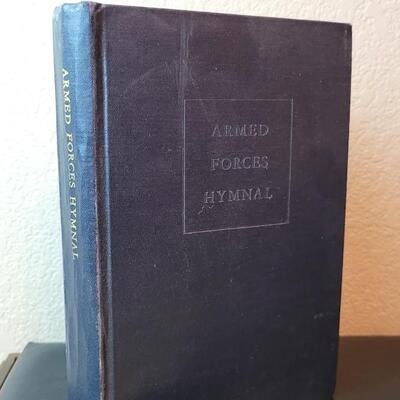 ARMED FORCES HYMNAL
ARMED
FORCES
HYMNAL